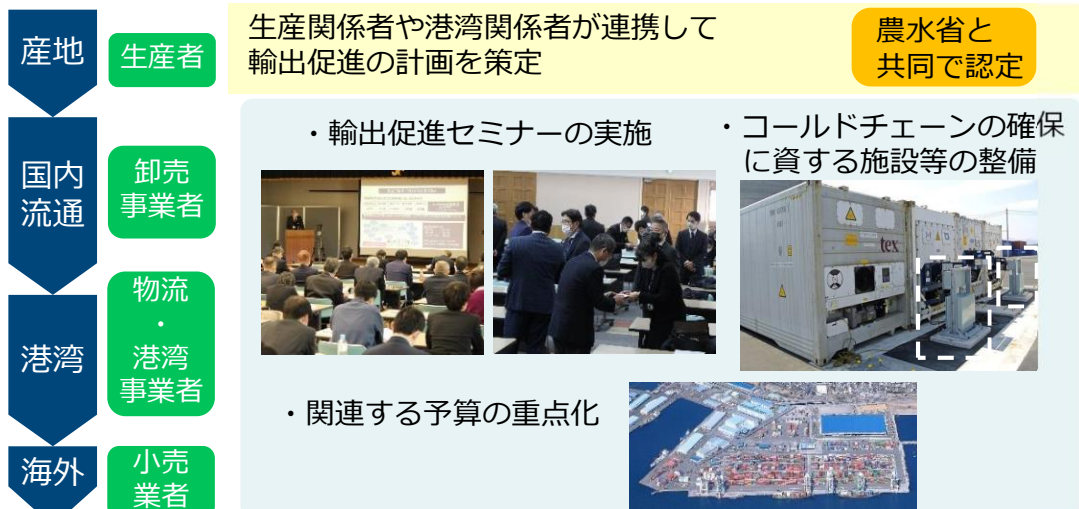 産地
生産者
生産関係者や港湾関係者が連携して
輸出促進の計画を策定
農水省と
共同で認定
国内
流通
卸売
事業者
・輸出促進セミナーの実施
・コールドチェーンの確保
に資する施設等の整備
tex
港湾
物流
・
港湾
事業者
・関連する予算の重点化
海外
小売
業者